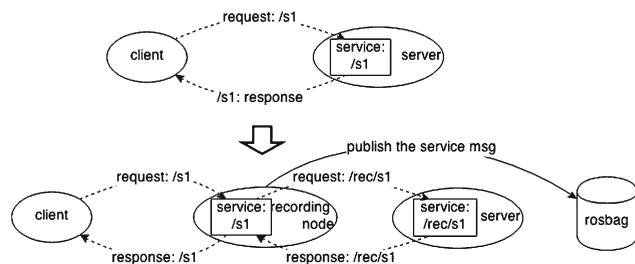 request: /s1
client
service:
/s1
server
/s1: response
publish the service msg
request: /s1
request: /rec/s1
client
service:
/s1
recording
node
service:
/rec/s1
server
rosbag
response: /s1
response: /rec/s1